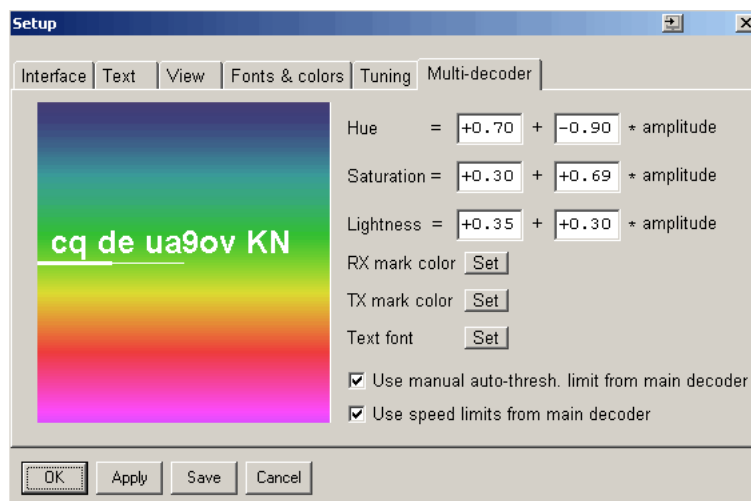 Setup
Interface Text View Fonts & colors Tuning Multi-decoder
Hue = +0.70 + -0.90 * amplitude
Saturation = +0.30 + +0.69 * amplitude
Lightness = +0.35 + +0.30 * amplitude
cq de ua9ov KN
RX mark color Set
TX mark color Set
Text font Set
Use manual auto-thresh. limit from main decoder
Use speed limits from main decoder
OK Apply Save Cancel